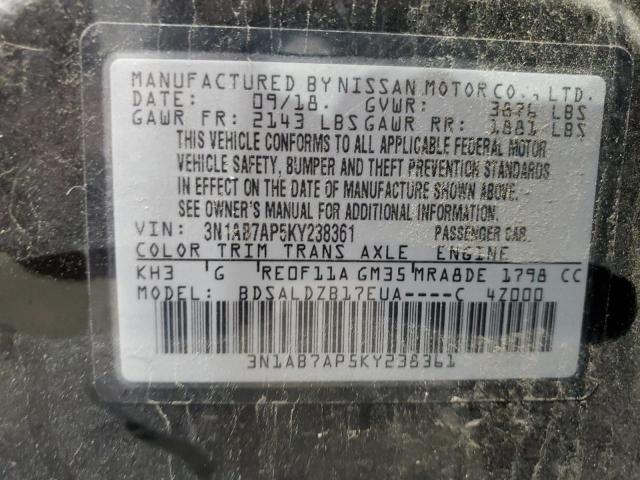 MANUFACTURED BY NISSAN MOTOR CO., LTD.
DATE: 09/18. GVWR: 3876 LBS
GAWR FR: 2143 LBS GAWR RR: 1881 LBS
THIS VEHICLE CONFORMS TO ALL APPLICABLE FEDERAL MOTOR
VEHICLE SAFETY, BUMPER AND THEFT PREVENTION STANDARDS
IN EFFECT ON THE DATE OF MANUFACTURE SHOWN ABOVE.
SEE OWNER'S MANUAL FOR ADDITIONAL INFORMATION.
VIN: 3N1AB7AP5KY238361 PASSENGER CAR
COLOR TRIM TRANS AXLE ENGINE
KH3 G RE0F11A GM35 MRA8DE 1798 CC
MODEL: BDSALDZB17EUA----C 4Z000
3N1AB7AP5KY238361